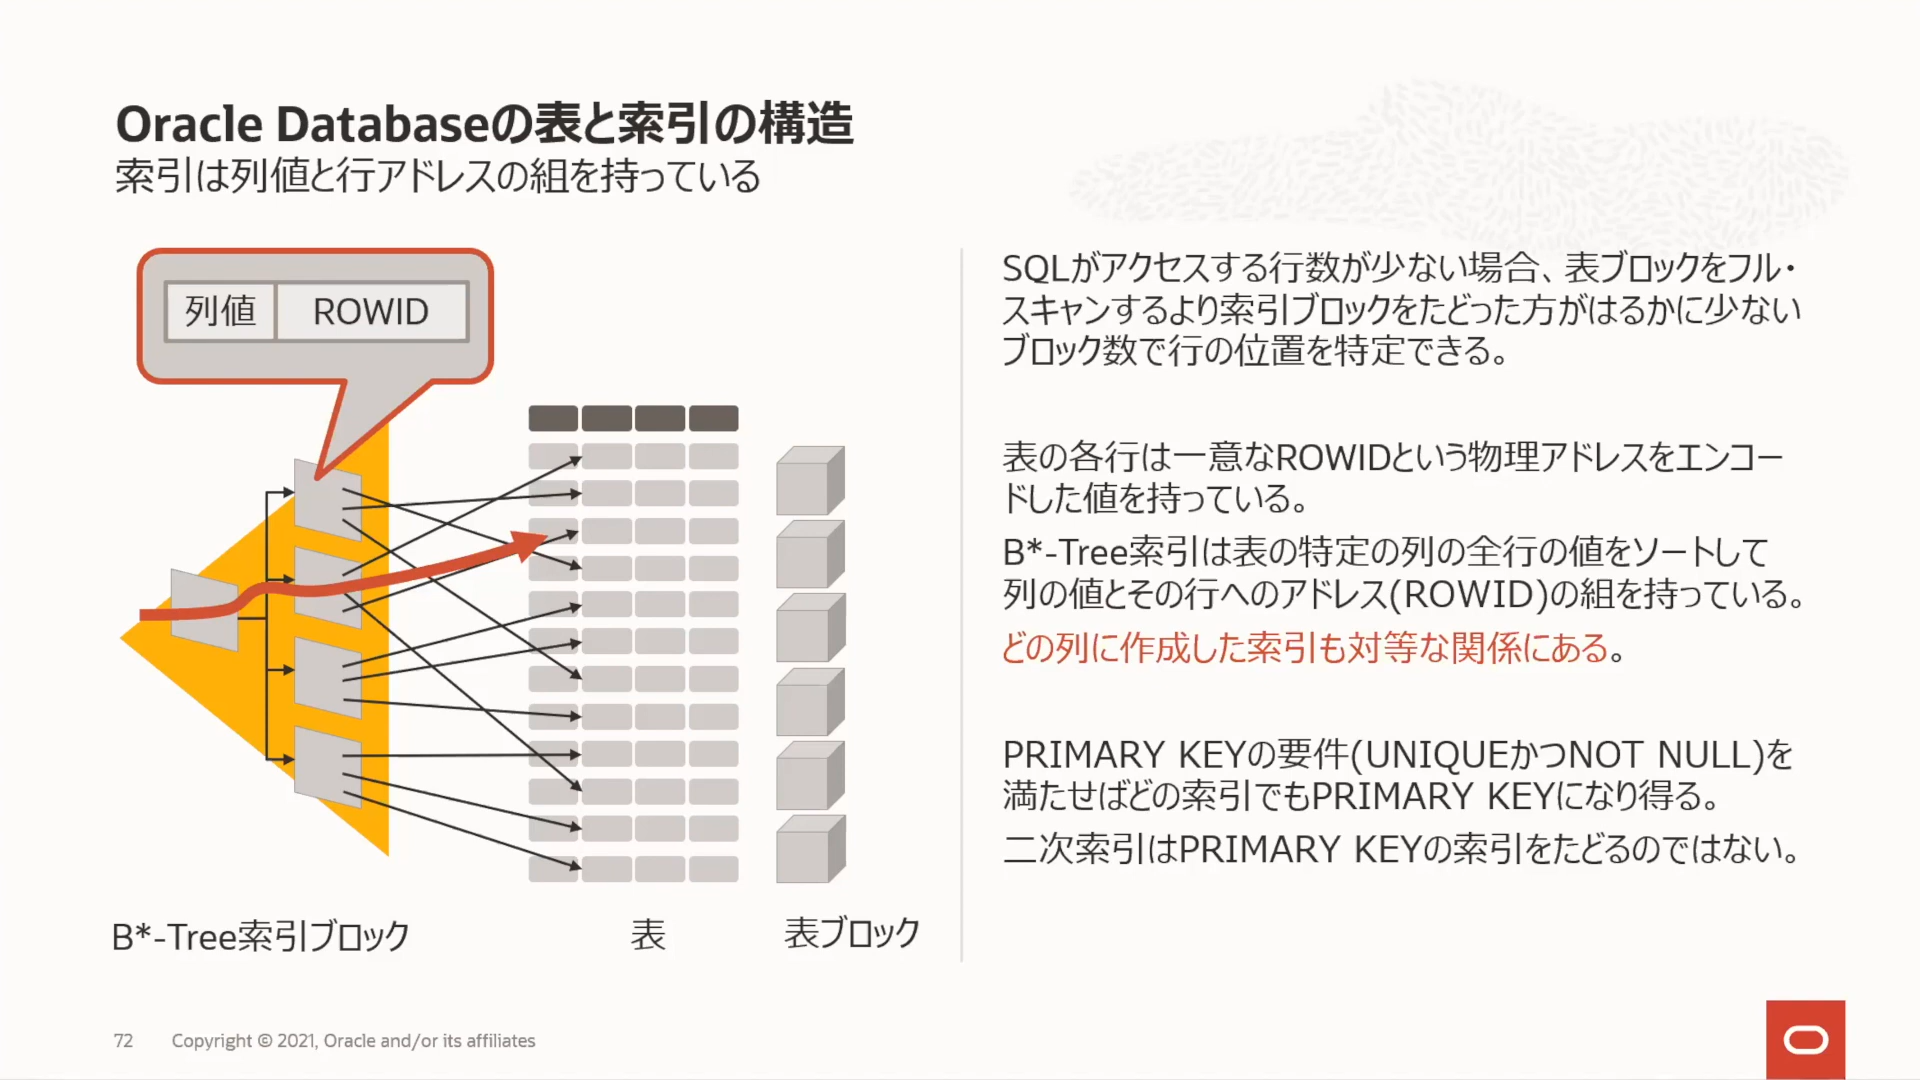 Oracle Databaseの表と索引の構造
索引は列値と行アドレスの組を持っている
列値 ROWID
B*-Tree索引ブロック
表
表ブロック
SQLがアクセスする行数が少ない場合、表ブロックをフル・
スキャンするより索引ブロックをたどった方がはるかに少ない
ブロック数で行の位置を特定できる。
表の各行は一意なROWIDという物理アドレスをエンコー
ドした値を持っている。
B*-Tree索引は表の特定の列の全行の値をソートして
列の値とその行へのアドレス(ROWID)の組を持っている。
どの列に作成した索引も対等な関係にある。
PRIMARY KEYの要件(UNIQUEかつNOT NULL)を
満たせばどの索引でもPRIMARY KEYになり得る。
二次索引はPRIMARY KEYの索引をたどるのではない。
72 Copyright © 2021, Oracle and/or its affiliates